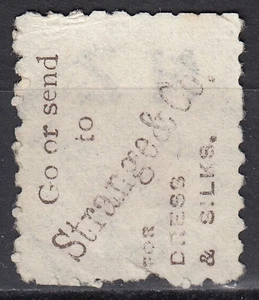 Go or send
to
Strange & Co.
FOR
DRESS
& SILKS.